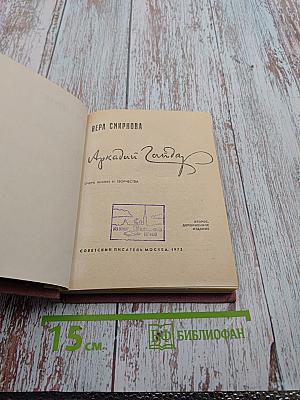 ВЕРА СМИРНОВА
Аркадий Гайдар
ОЧЕРК ЖИЗНИ И ТВОРЧЕСТВА
ВТОРОЕ,
ДОПОЛНЕННОЕ
ИЗДАНИЕ
СОВЕТСКИЙ ПИСАТЕЛЬ МОСКВА 1972
15 см.
БИБЛИОФАН